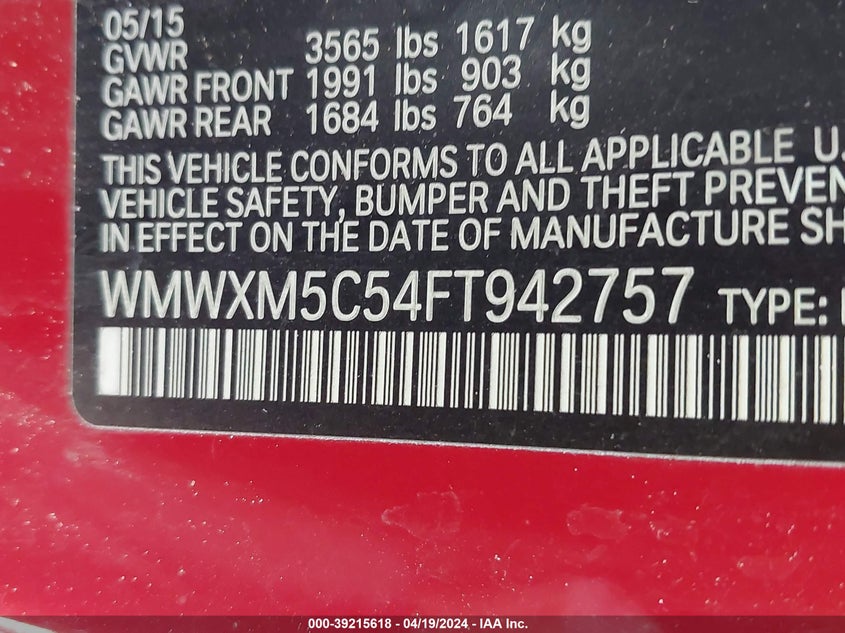 05/15
GVWR 3565 lbs 1617 kg
GAWR FRONT 1991 lbs 903 kg
GAWR REAR 1684 lbs 764 kg
THIS VEHICLE CONFORMS TO ALL APPLICABLE U.
VEHICLE SAFETY, BUMPER AND THEFT PREVEN
IN EFFECT ON THE DATE OF MANUFACTURE SH
WMWXM5C54FT942757 TYPE:
000-39215618 - 04/19/2024 - IAA Inc.